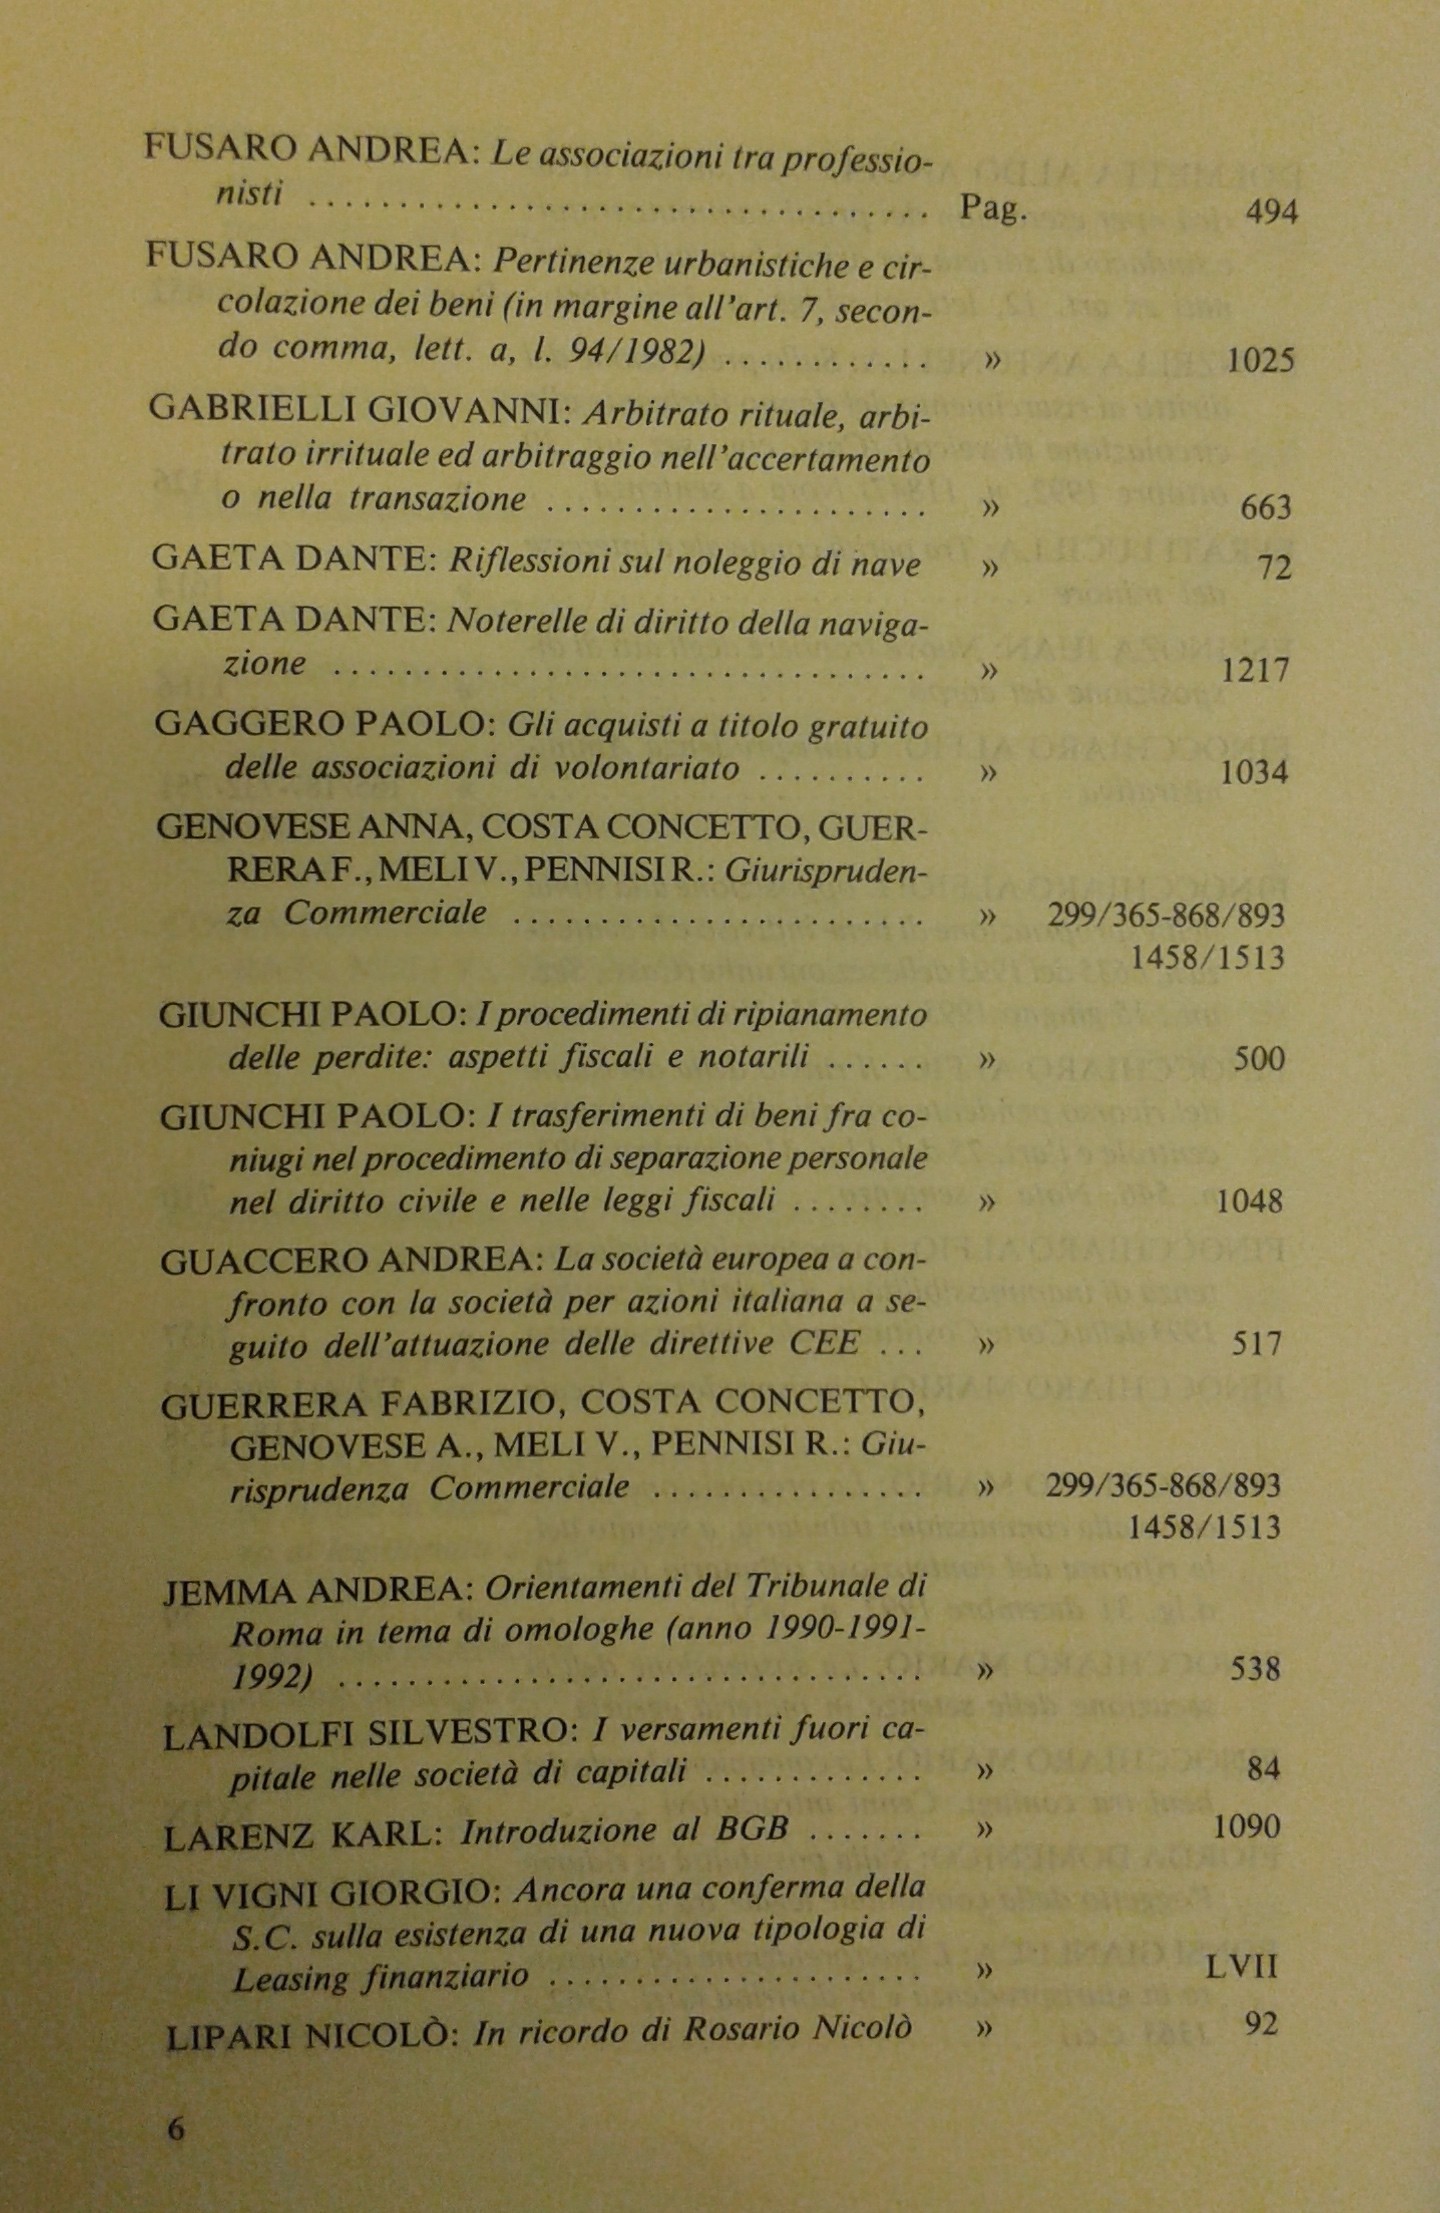 FUSARO ANDREA: Le associazioni tra professio-
nisti ................................... Pag. 494
FUSARO ANDREA: Pertinenze urbanistiche e cir-
colazione dei beni (in margine all'art. 7, secon-
do comma, lett. a, l. 94/1982) ............ » 1025
GABRIELLI GIOVANNI: Arbitrato rituale, arbi-
trato irrituale ed arbitraggio nell'accertamento
o nella transazione ...................... » 663
GAETA DANTE: Riflessioni sul noleggio di nave » 72
GAETA DANTE: Noterelle di diritto della naviga-
zione .................................. » 1217
GAGGERO PAOLO: Gli acquisti a titolo gratuito
delle associazioni di volontariato .......... » 1034
GENOVESE ANNA, COSTA CONCETTO, GUER-
RERA F., MELI V., PENNISI R.: Giurispruden-
za Commerciale ........................ » 299/365-868/893
1458/1513
GIUNCHI PAOLO: I procedimenti di ripianamento
delle perdite: aspetti fiscali e notarili ...... » 500
GIUNCHI PAOLO: I trasferimenti di beni fra co-
niugi nel procedimento di separazione personale
nel diritto civile e nelle leggi fiscali ........ » 1048
GUACCERO ANDREA: La società europea a con-
fronto con la società per azioni italiana a se-
guito dell'attuazione delle direttive CEE ... » 517
GUERRERA FABRIZIO, COSTA CONCETTO,
GENOVESE A., MELI V., PENNISI R.: Giu-
risprudenza Commerciale ................ » 299/365-868/893
1458/1513
JEMMA ANDREA: Orientamenti del Tribunale di
Roma in tema di omologhe (anno 1990-1991-
1992) .................................. » 538
LANDOLFI SILVESTRO: I versamenti fuori ca-
pitale nelle società di capitali ............. » 84
LARENZ KARL: Introduzione al BGB ....... » 1090
LI VIGNI GIORGIO: Ancora una conferma della
S.C. sulla esistenza di una nuova tipologia di
Leasing finanziario ...................... » LVII
LIPARI NICOLÒ: In ricordo di Rosario Nicolò » 92
6